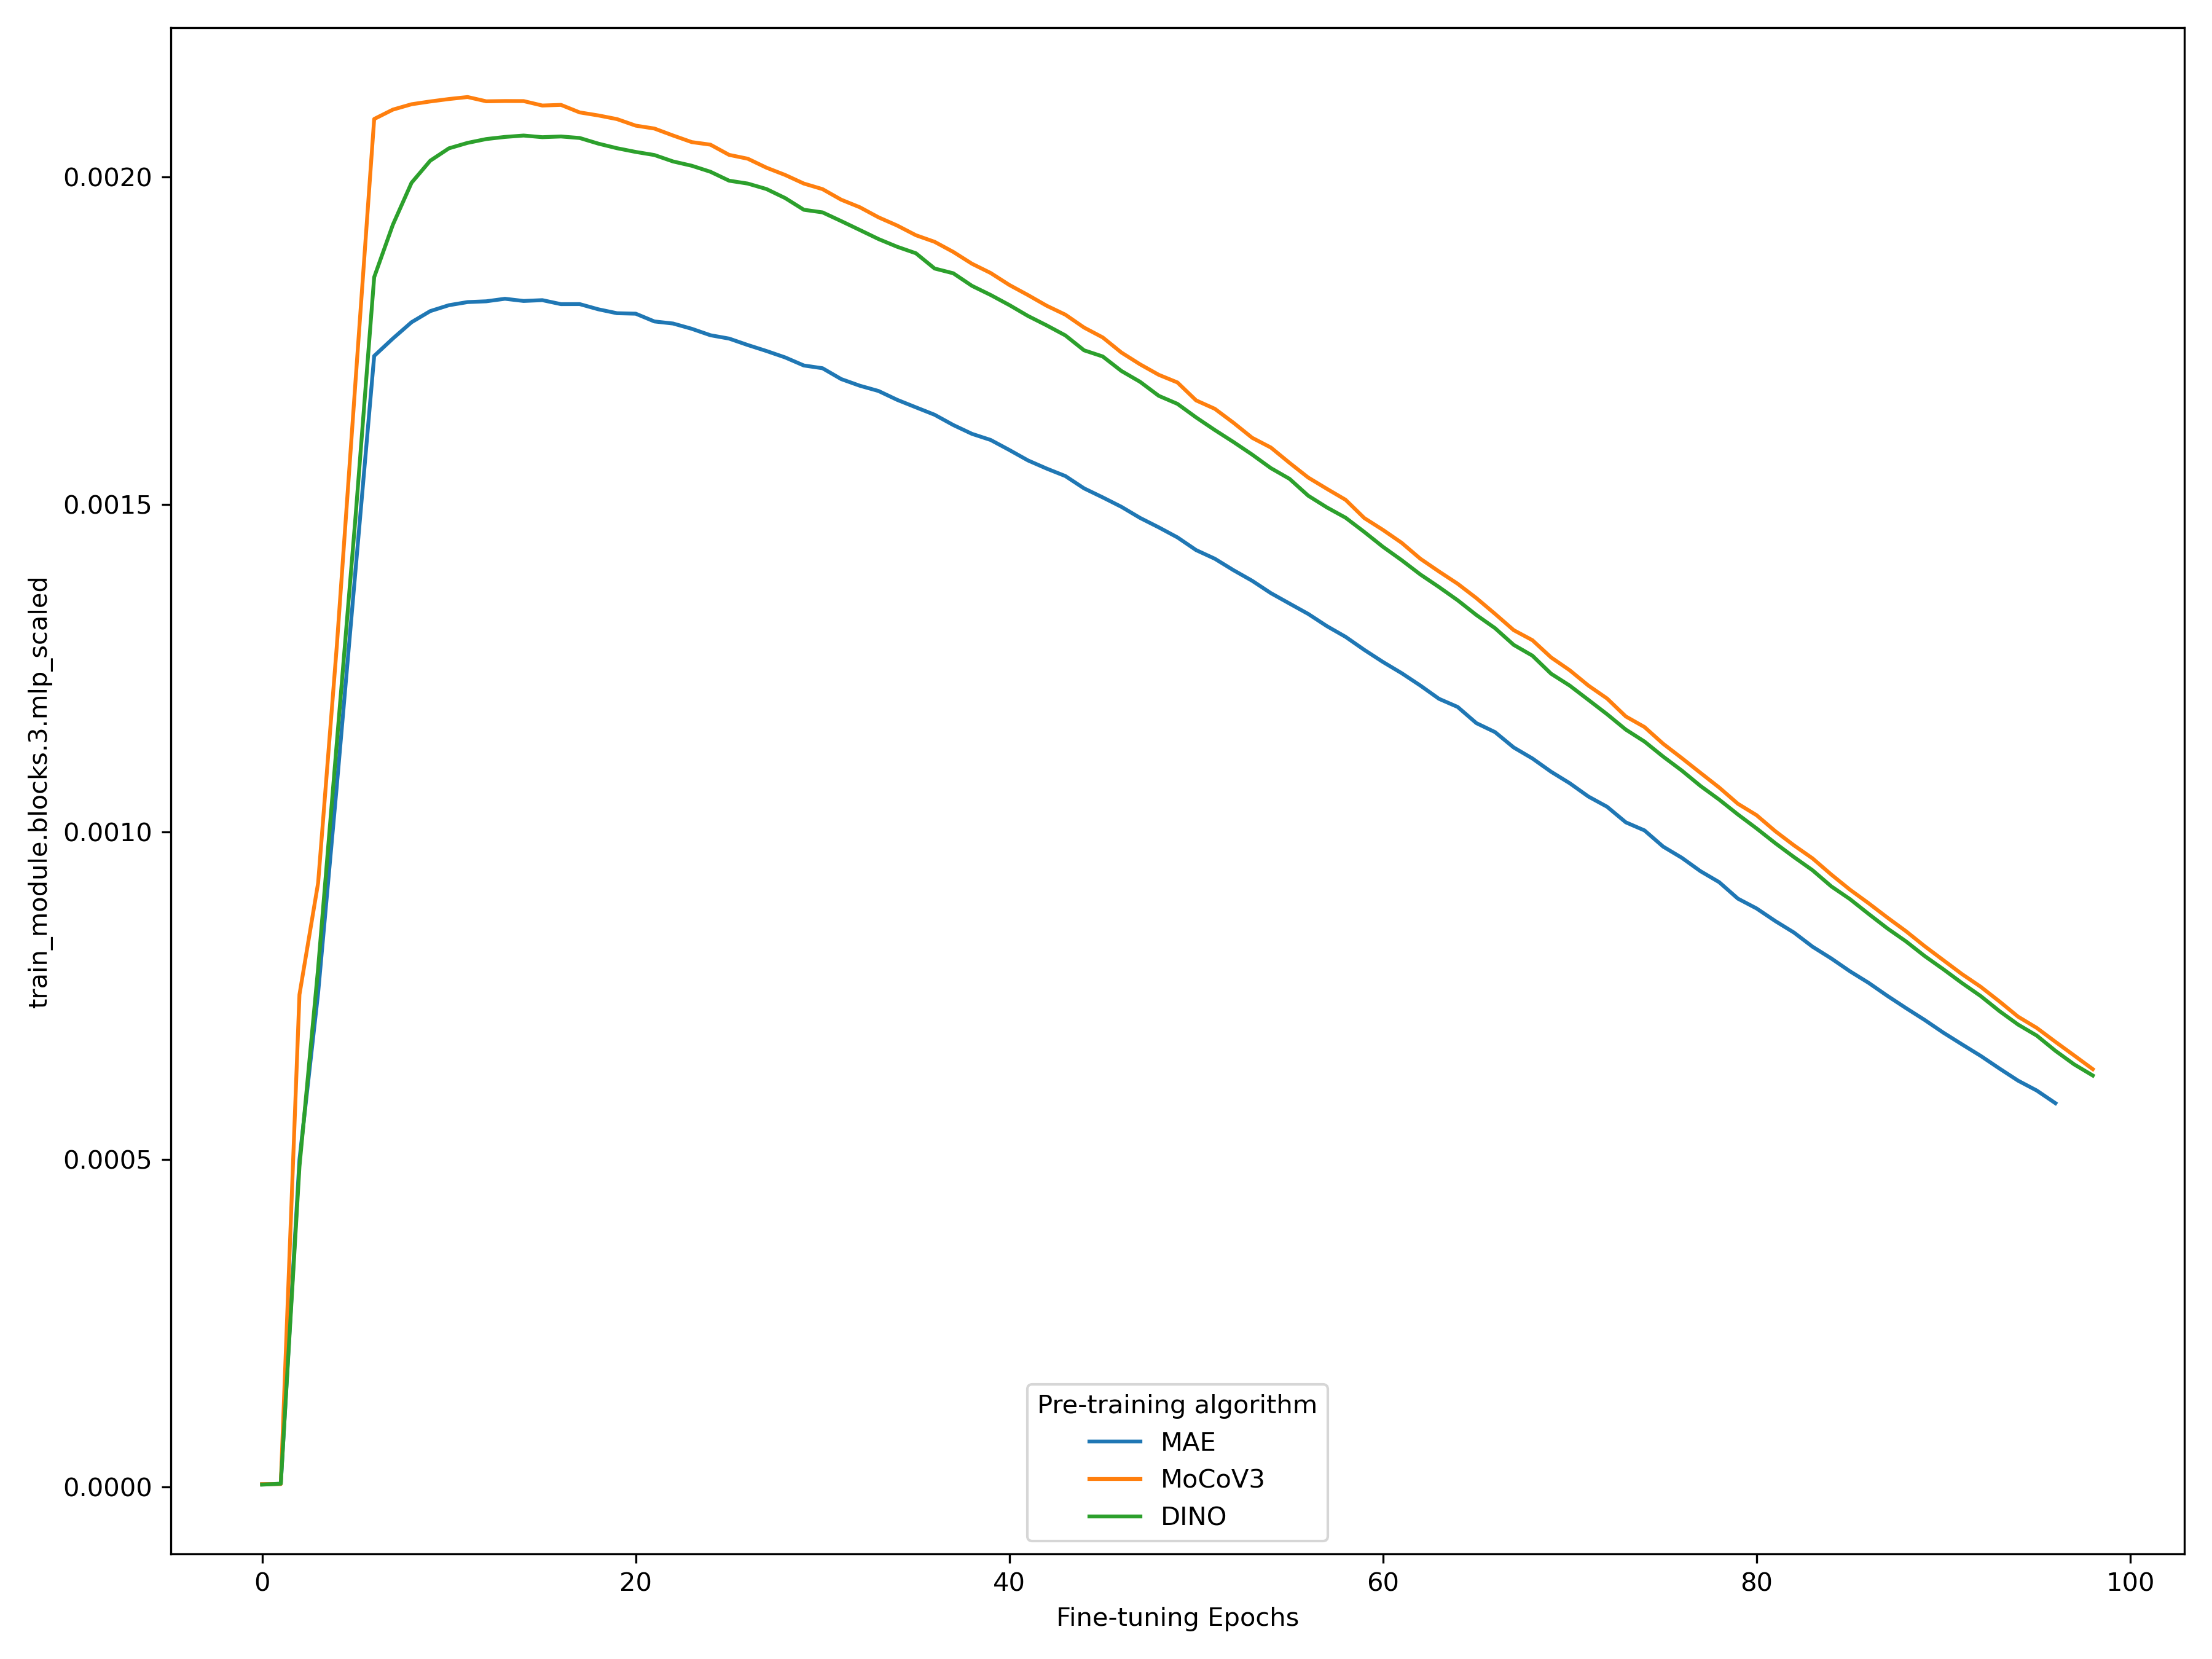 0.0020
0.0015
0.0010
0.0005
0.0000
train_module.blocks.3.mlp_scaled
Pre-training algorithm
MAE
MoCoV3
DINO
0 20 40 60 80 100
Fine-tuning Epochs